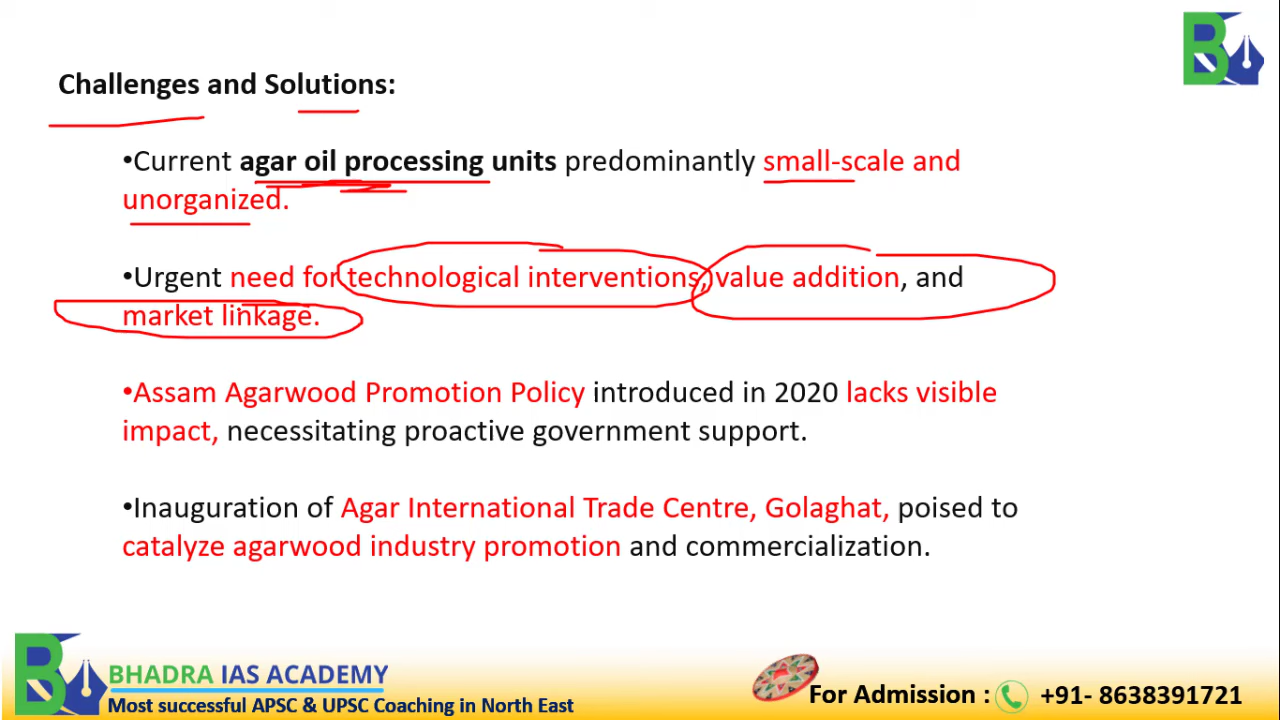 Challenges and Solutions:
•Current agar oil processing units predominantly small-scale and
unorganized.
•Urgent need for technological interventions, value addition, and
market linkage.
•Assam Agarwood Promotion Policy introduced in 2020 lacks visible
impact, necessitating proactive government support.
•Inauguration of Agar International Trade Centre, Golaghat, poised to
catalyze agarwood industry promotion and commercialization.
BHADRA IAS ACADEMY
Most successful APSC & UPSC Coaching in North East
For Admission : +91- 8638391721